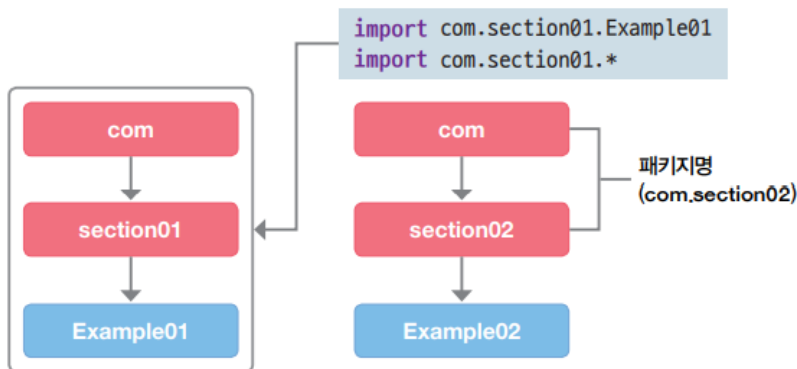 import com.section01.Example01
import com.section01.*
com
section01
Example01
com
section02
Example02
패키지명
(com.section02)